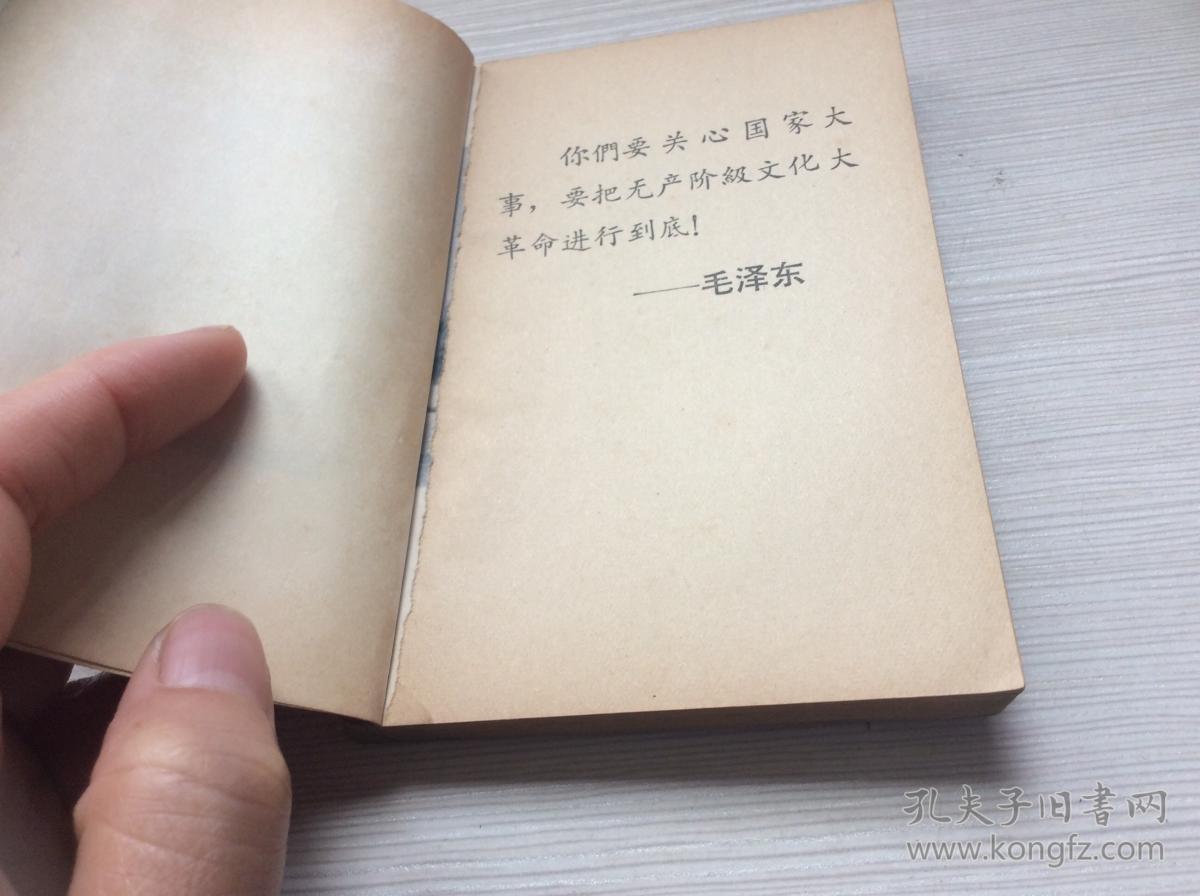 你們要关心国家大
事，要把无产阶級文化大
革命进行到底！
——毛泽东
孔夫子旧書网
www.kongfz.com